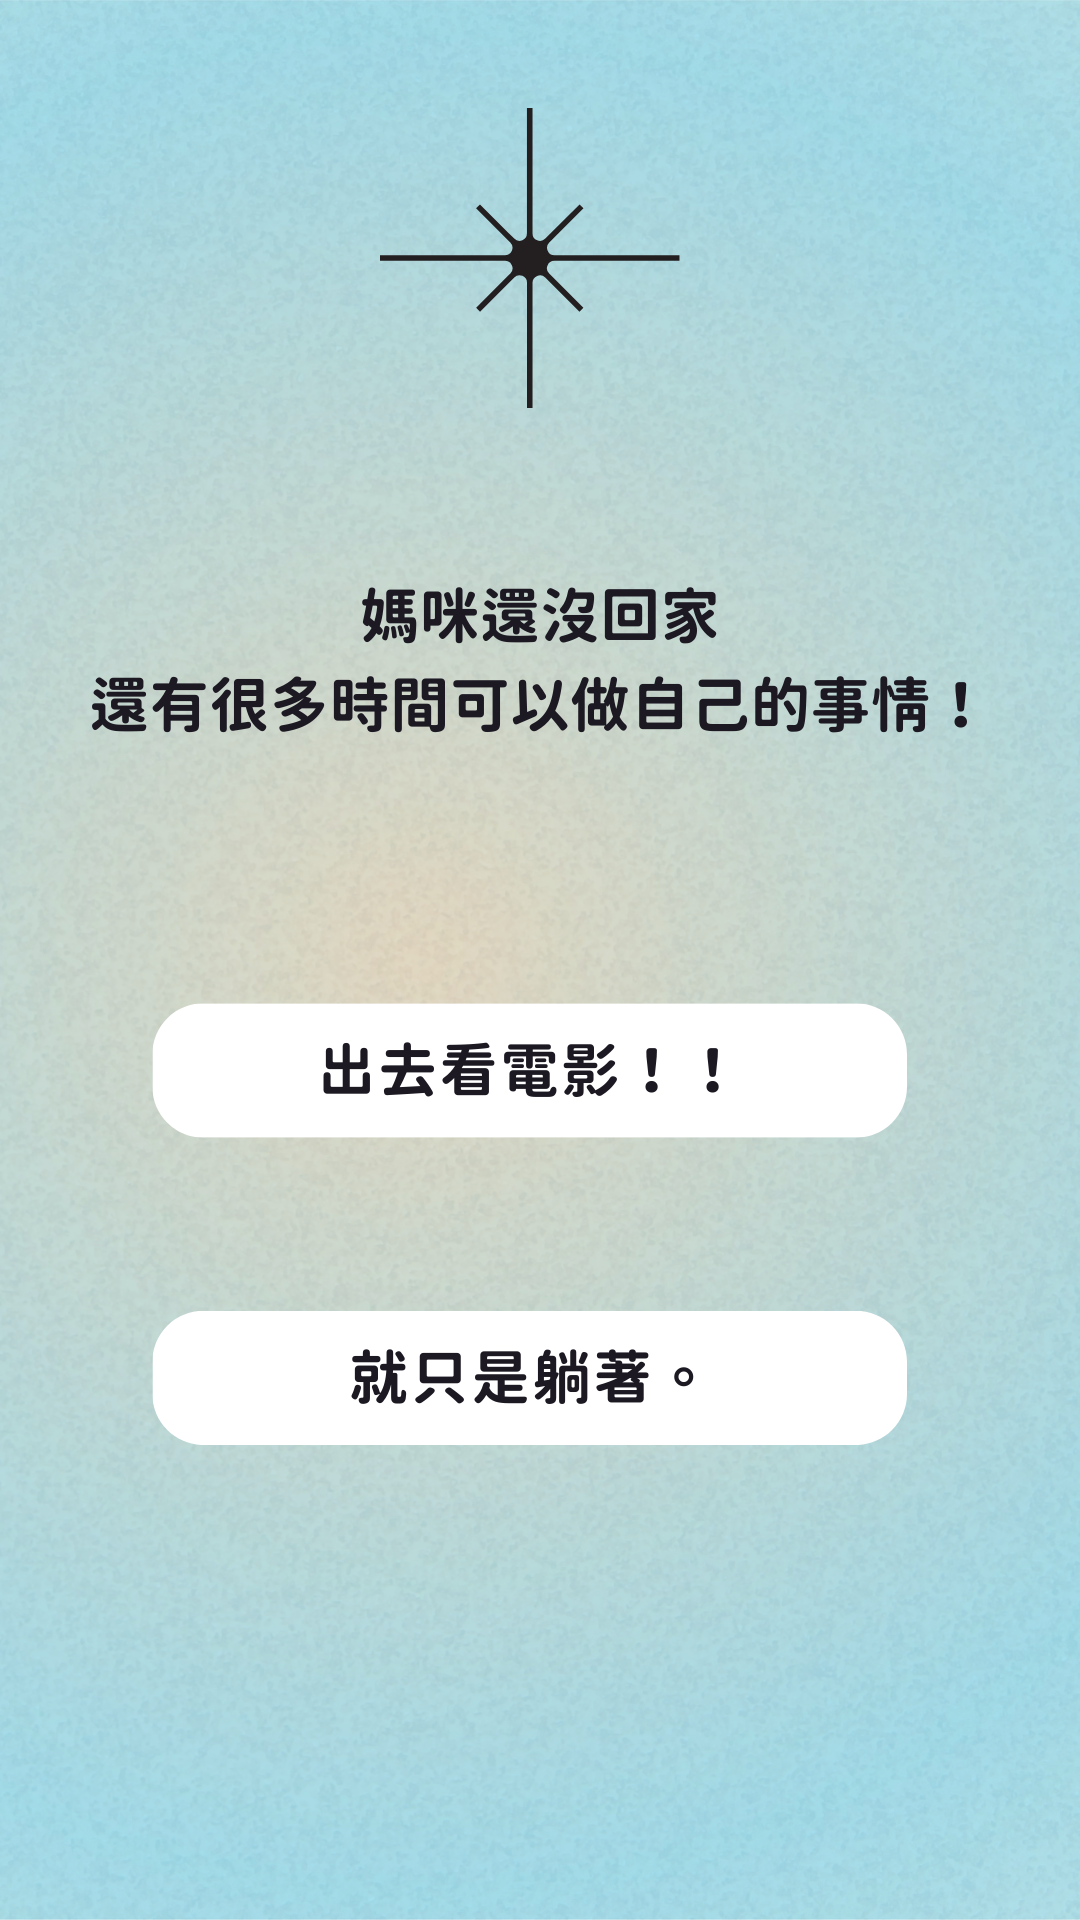 媽咪還沒回家
還有很多時間可以做自己的事情！
出去看電影！！
就只是躺著。